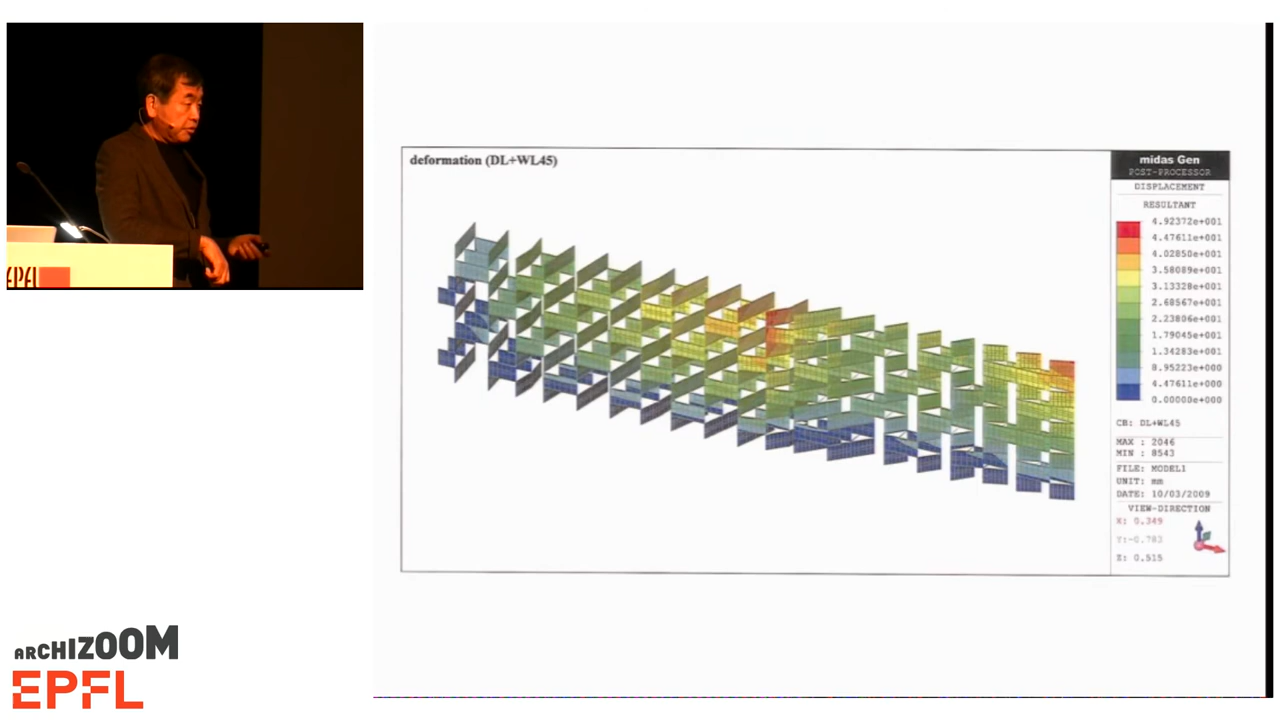 EPFL
deformation (DL+WL45)
midas Gen
POST-PROCESSOR
DISPLACEMENT
RESULTANT
4.92372e+001
4.47611e+001
4.02850e+001
3.58089e+001
3.13328e+001
2.68567e+001
2.23806e+001
1.79045e+001
1.34283e+001
8.95223e+000
4.47611e+000
0.00000e+000
CB: DL+WL45
MAX : 2046
MIN : 8543
FILE: MODEL1
UNIT: mm
DATE: 10/03/2009
VIEW-DIRECTION
X: 0.349
Y:-0.783
Z: 0.515
ARCHIZOOM
EPFL